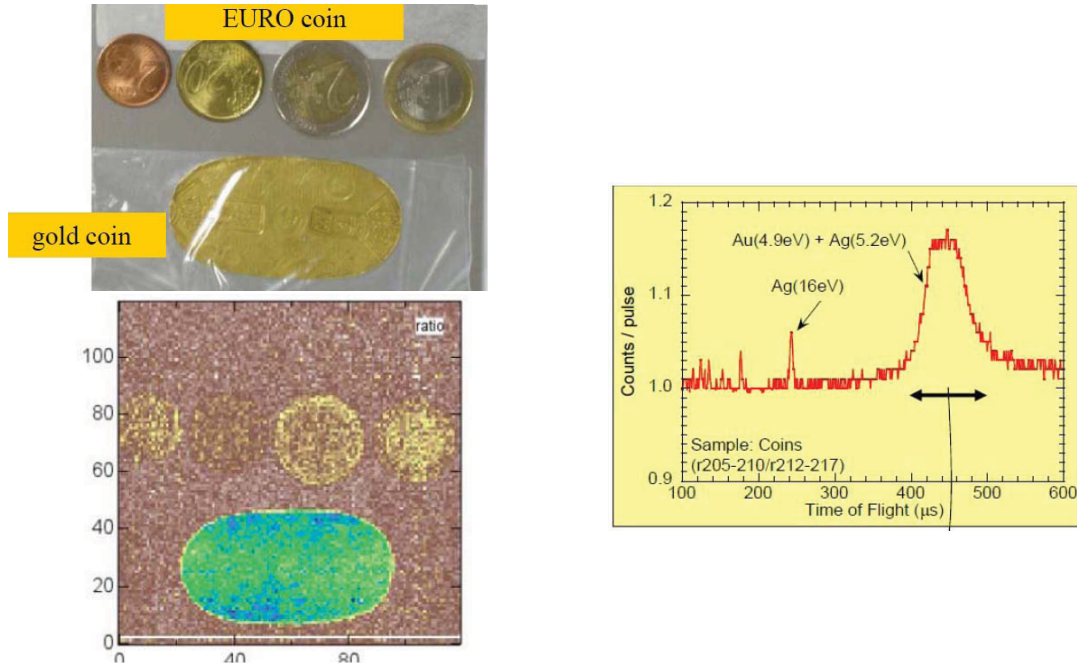 EURO coin
gold coin
ratio
100
80
60
40
20
0
0
40
80
1.2
1.1
1.0
0.9
Counts / pulse
Au(4.9eV) + Ag(5.2eV)
Ag(16eV)
Sample: Coins
(r205-210/r212-217)
100
200
300
400
500
600
Time of Flight (μs)